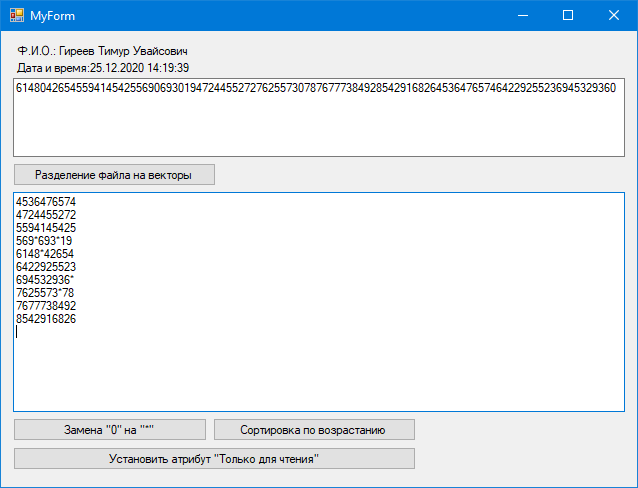 MyForm
Ф.И.О.: Гиреев Тимур Увайсович
Дата и время:25.12.2020 14:19:39
6148042654559414542556906930194724455272762557307876777384928542916826453647657464229255236945329360
Разделение файла на векторы
4536476574
4724455272
5594145425
569*693*19
6148*42654
6422925523
694532936*
7625573*78
7677738492
8542916826
Замена "0" на "*" Сортировка по возрастанию
Установить атрибут "Только для чтения"